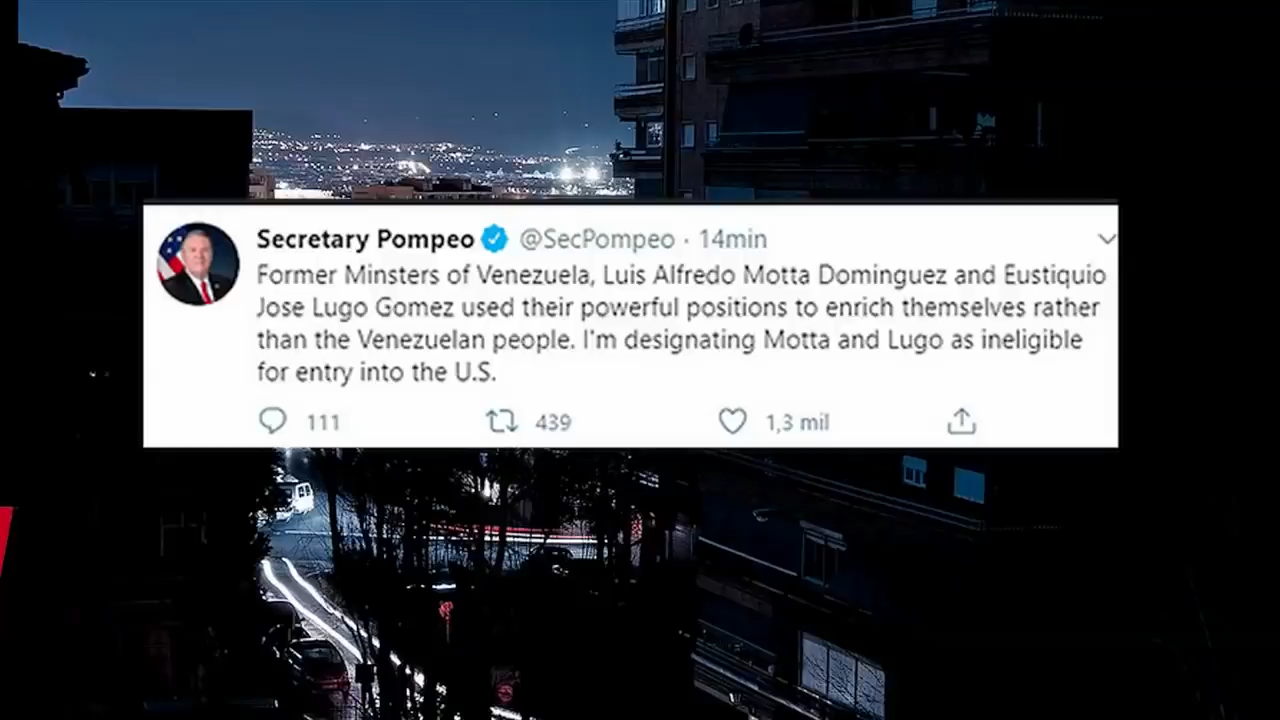 Secretary Pompeo @SecPompeo · 14min
Former Minsters of Venezuela, Luis Alfredo Motta Dominguez and Eustiquio
Jose Lugo Gomez used their powerful positions to enrich themselves rather
than the Venezuelan people. I'm designating Motta and Lugo as ineligible
for entry into the U.S.
111 439 1,3 mil